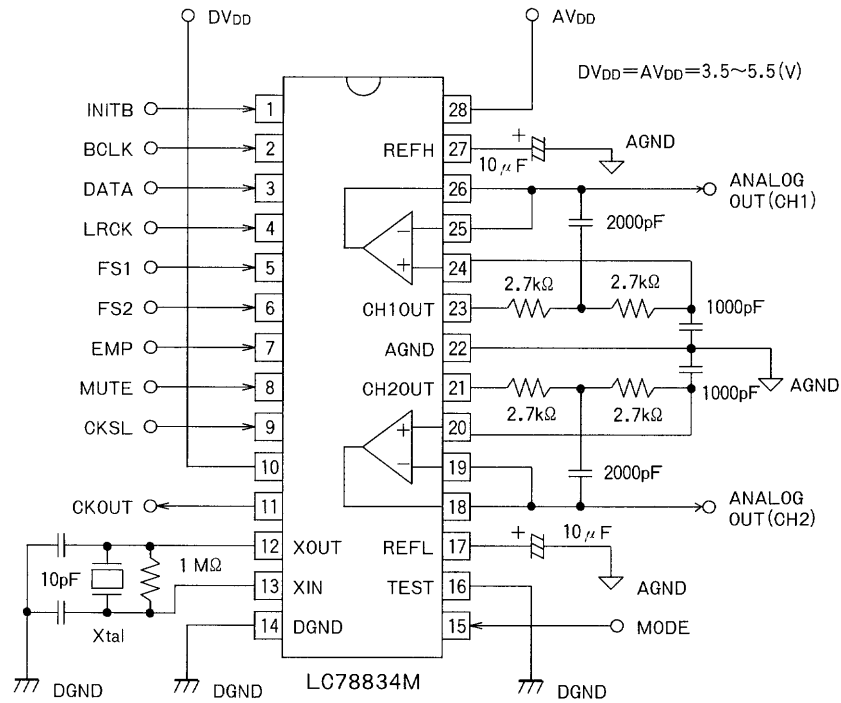 DVDD
AVDD
DVDD=AVDD=3.5~5.5(V)
INITB
1
28
BCLK
2
REFH
27
+
10μF
AGND
DATA
3
26
ANALOG
OUT(CH1)
LRCK
4
−
25
2000pF
FS1
5
+
24
2.7kΩ
2.7kΩ
FS2
6
CH1OUT
23
1000pF
EMP
7
AGND
22
AGND
MUTE
8
CH2OUT
21
1000pF
2.7kΩ
2.7kΩ
CKSL
9
+
20
10
−
19
2000pF
CKOUT
11
18
ANALOG
OUT(CH2)
12
XOUT
REFL
17
+
10μF
10pF
1MΩ
13
XIN
TEST
16
AGND
Xtal
14
DGND
15
MODE
DGND
DGND
LC78834M
DGND